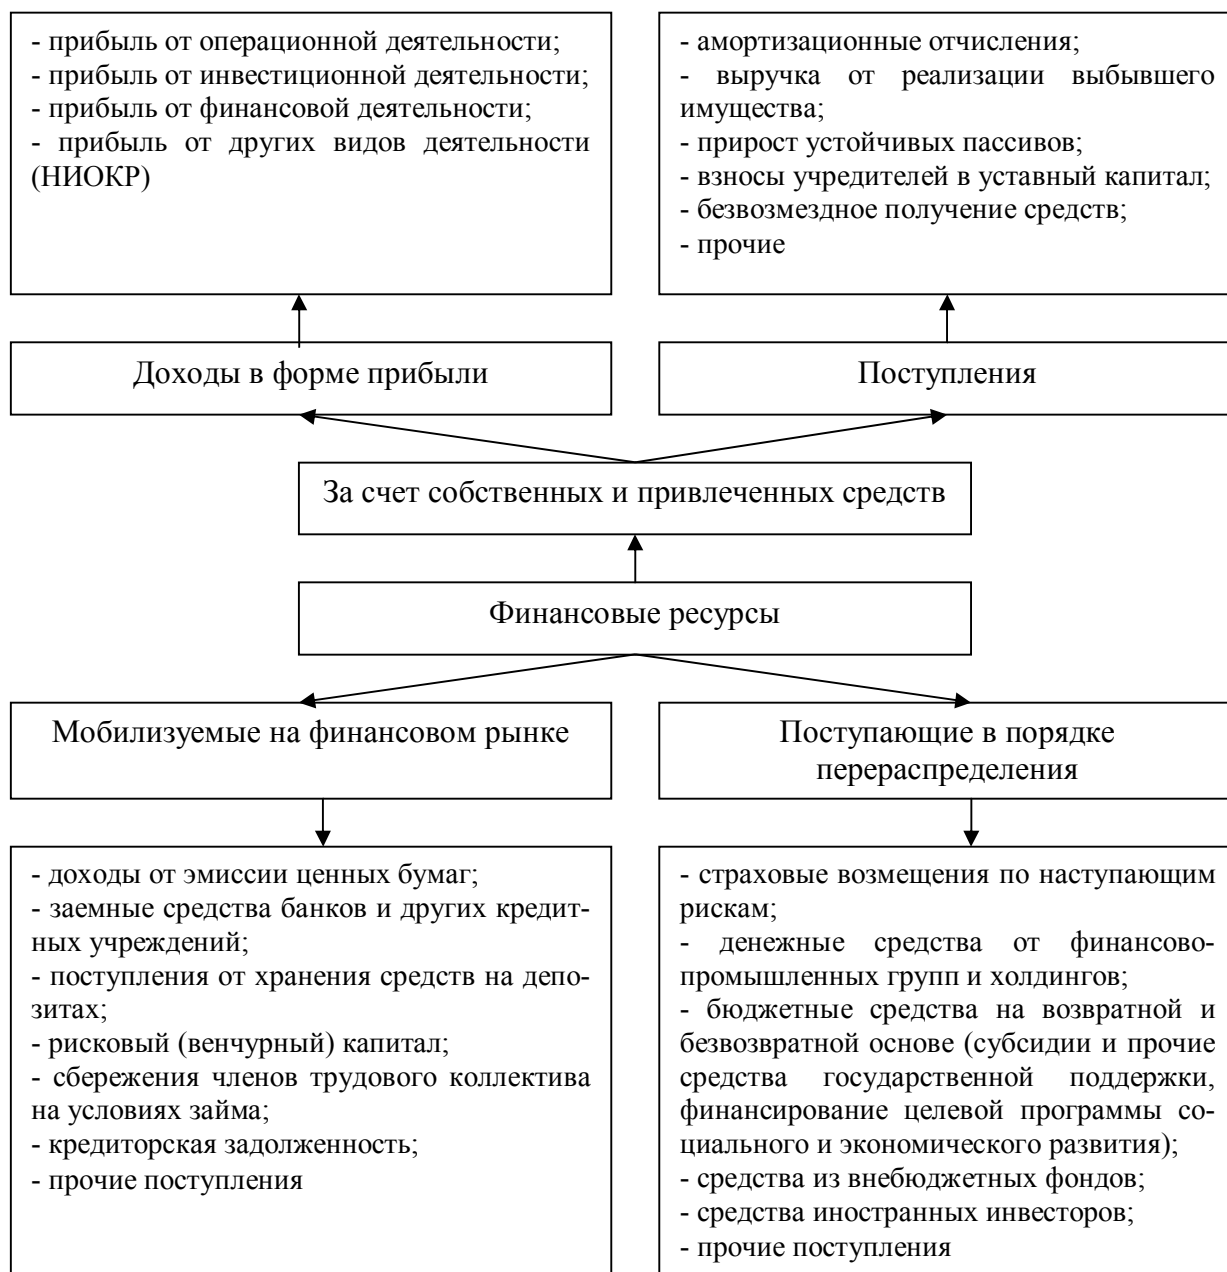 - прибыль от операционной деятельности;
- прибыль от инвестиционной деятельности;
- прибыль от финансовой деятельности;
- прибыль от других видов деятельности
(НИОКР)
- амортизационные отчисления;
- выручка от реализации выбывшего
имущества;
- прирост устойчивых пассивов;
- взносы учредителей в уставный капитал;
- безвозмездное получение средств;
- прочие
Доходы в форме прибыли
Поступления
За счет собственных и привлеченных средств
Финансовые ресурсы
Мобилизуемые на финансовом рынке
Поступающие в порядке
перераспределения
- доходы от эмиссии ценных бумаг;
- заемные средства банков и других кредит-
ных учреждений;
- поступления от хранения средств на депо-
зитах;
- рисковый (венчурный) капитал;
- сбережения членов трудового коллектива
на условиях займа;
- кредиторская задолженность;
- прочие поступления
- страховые возмещения по наступающим
рискам;
- денежные средства от финансово-
промышленных групп и холдингов;
- бюджетные средства на возвратной и
безвозвратной основе (субсидии и прочие
средства государственной поддержки,
финансирование целевой программы со-
циального и экономического развития);
- средства из внебюджетных фондов;
- средства иностранных инвесторов;
- прочие поступления